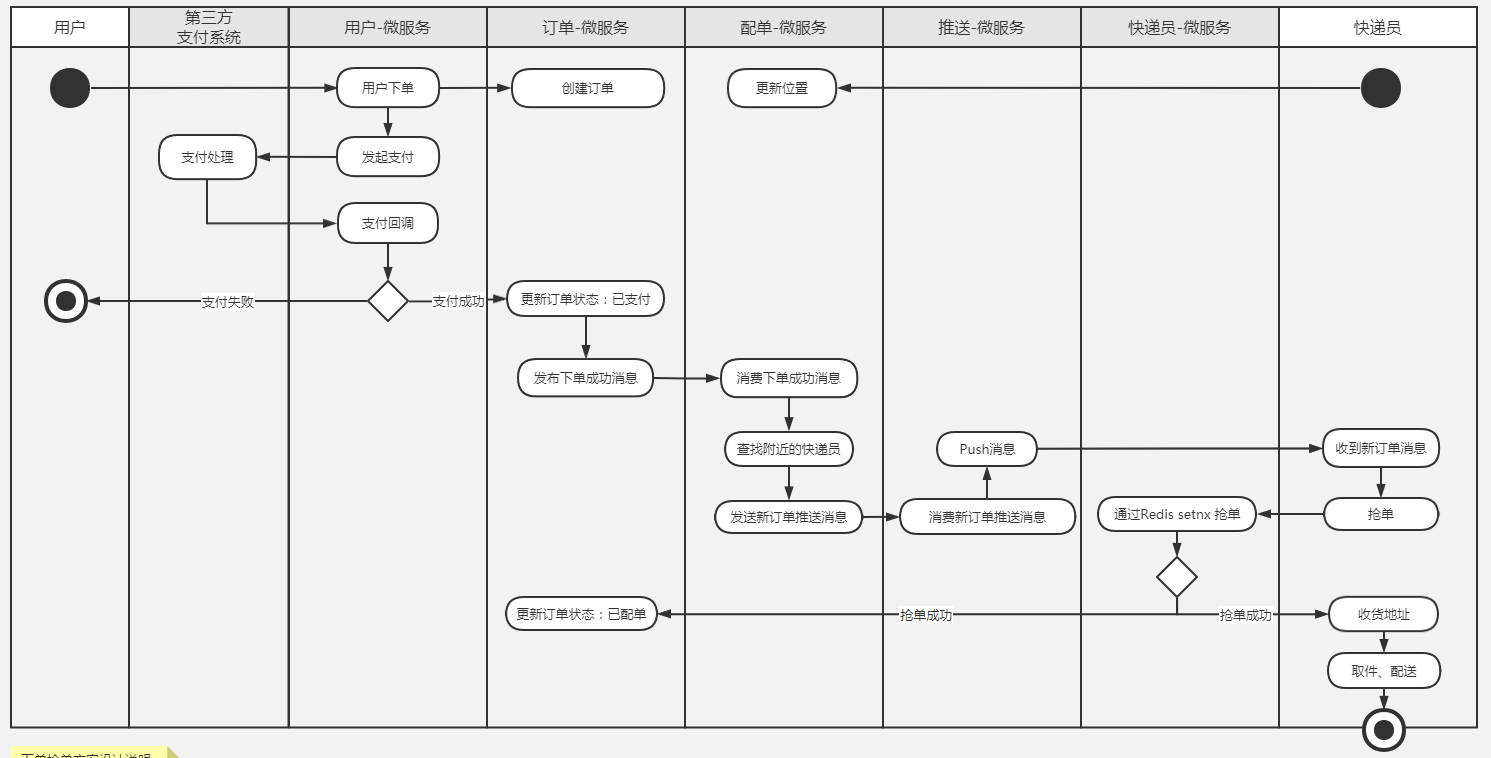 用户
第三方
支付系统
用户-微服务
订单-微服务
配单-微服务
推送-微服务
快递员-微服务
快递员
用户下单
创建订单
更新位置
支付处理
发起支付
支付回调
支付失败
支付成功
更新订单状态：已支付
发布下单成功消息
消费下单成功消息
查找附近的快递员
Push消息
收到新订单消息
发送新订单推送消息
消费新订单推送消息
通过Redis setnx 抢单
抢单
更新订单状态：已配单
抢单成功
抢单成功
收货地址
取件、配送